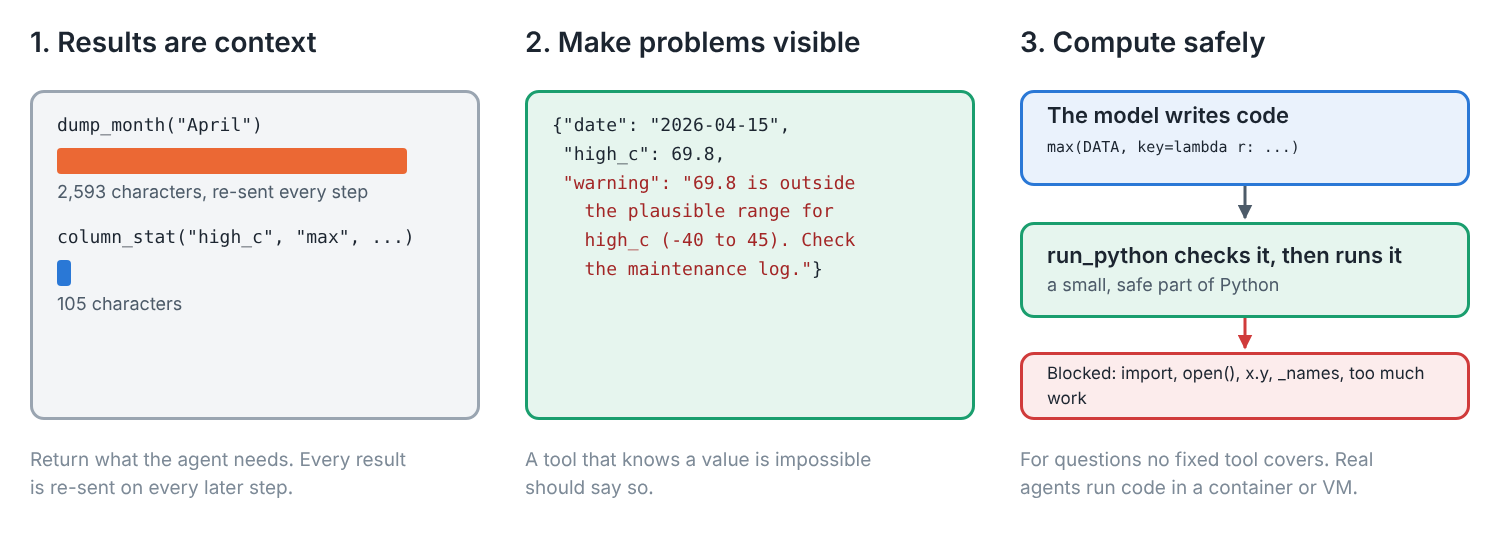 1. Results are context
dump_month("April")
2,593 characters, re-sent every step
column_stat("high_c", "max", ...)
105 characters
Return what the agent needs. Every result
is re-sent on every later step.
2. Make problems visible
{"date": "2026-04-15",
"high_c": 69.8,
"warning": "69.8 is outside
the plausible range for
high_c (-40 to 45). Check
the maintenance log."}
A tool that knows a value is impossible
should say so.
3. Compute safely
The model writes code
max(DATA, key=lambda r: ...)
run_python checks it, then runs it
a small, safe part of Python
Blocked: import, open(), x.y, _names, too much
work
For questions no fixed tool covers. Real
agents run code in a container or VM.